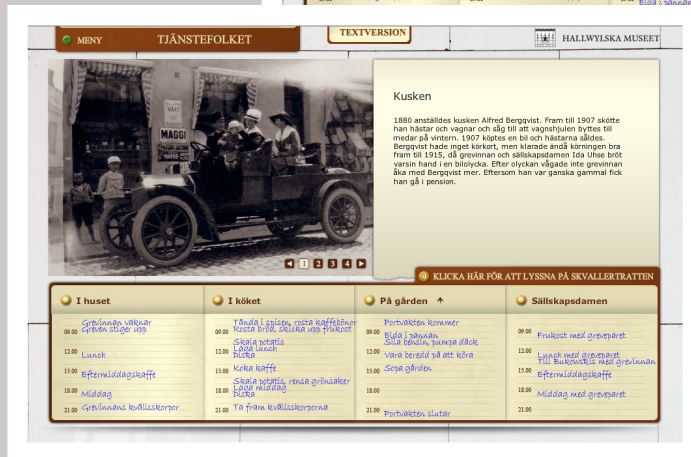 Elda i pannan
MENY
TJÄNSTEFOLKET
TEXTVERSION
HALLWYLSKA MUSEET
VAXT
MAGGI
Kusken
1880 anställdes kusken Alfred Bergqvist. Fram till 1907 skötte
han hästar och vagnar och såg till att vagnshjulen byttes till
medar på vintern. 1907 köptes en bil och hästarna såldes.
Bergqvist hade inget körkort, men klarade ändå körningen bra
fram till 1915, då grevinnan och sällskapsdamen Ida Uhse bröt
varsin hand i en bilolycka. Efter olyckan vågade inte grevinnan
åka med Bergqvist mer. Eftersom han var ganska gammal fick
han gå i pension.
1 2 3 4
KLICKA HÄR FÖR ATT LYSSNA PÅ SKVALLERTRATTEN
I huset
Grevinnan vaknar
09.00 Greven stiger upp
12.00 Lunch
15.00 Eftermiddagskaffe
18.00 Middag
21.00 Grevinnans kvällsskorpor
I köket
Tända i spisen, rosta kaffebönor
09.00 Rosta bröd, skicka upp frukost
Skala potatis
12.00 Laga lunch
Diska
15.00 Koka kaffe
Skala potatis, rensa grönsaker
18.00 Laga middag
Diska
21.00 Ta fram kvällsskorporna
På gården
Portvakten kommer
09.00 Elda i pannan
Sila bensin, pumpa däck
12.00 Vara beredd på att köra
15.00 Sopa gården
18.00
21.00 Portvakten slutar
Sällskapsdamen
09.00 Frukost med greveparet
12.00 Lunch med greveparet
Till Bukowskis med grevinnan
15.00 Eftermiddagskaffe
18.00 Middag med greveparet
21.00